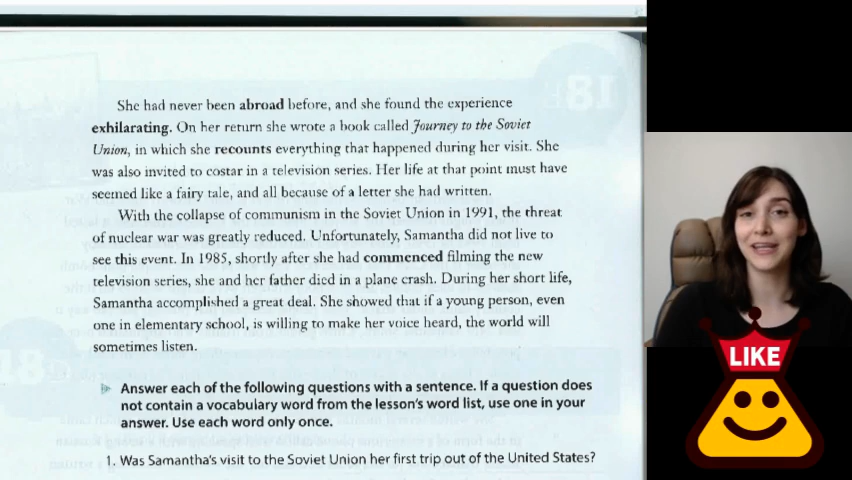 She had never been abroad before, and she found the experience
exhilarating. On her return she wrote a book called Journey to the Soviet
Union, in which she recounts everything that happened during her visit. She
was also invited to costar in a television series. Her life at that point must have
seemed like a fairy tale, and all because of a letter she had written.
With the collapse of communism in the Soviet Union in 1991, the threat
of nuclear war was greatly reduced. Unfortunately, Samantha did not live to
see this event. In 1985, shortly after she had commenced filming the new
television series, she and her father died in a plane crash. During her short life,
Samantha accomplished a great deal. She showed that if a young person, even
one in elementary school, is willing to make her voice heard, the world will
sometimes listen.
Answer each of the following questions with a sentence. If a question does
not contain a vocabulary word from the lesson's word list, use one in your
answer. Use each word only once.
1. Was Samantha's visit to the Soviet Union her first trip out of the United States?
LIKE